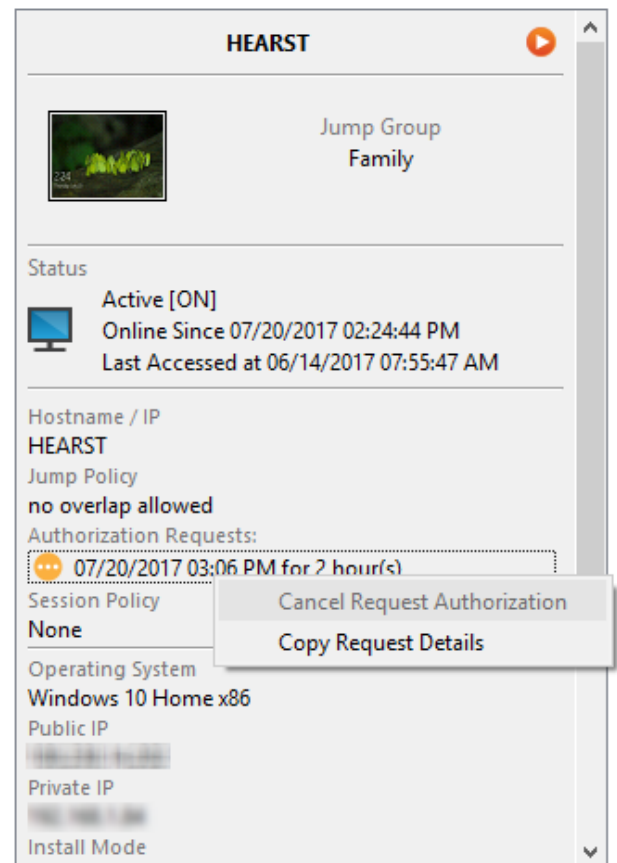 HEARST
Jump Group
Family
Status
Active [ON]
Online Since 07/20/2017 02:24:44 PM
Last Accessed at 06/14/2017 07:55:47 AM
Hostname / IP
HEARST
Jump Policy
no overlap allowed
Authorization Requests:
07/20/2017 03:06 PM for 2 hour(s)
Cancel Request Authorization
Copy Request Details
Session Policy
None
Operating System
Windows 10 Home x86
Public IP
Private IP
Install Mode